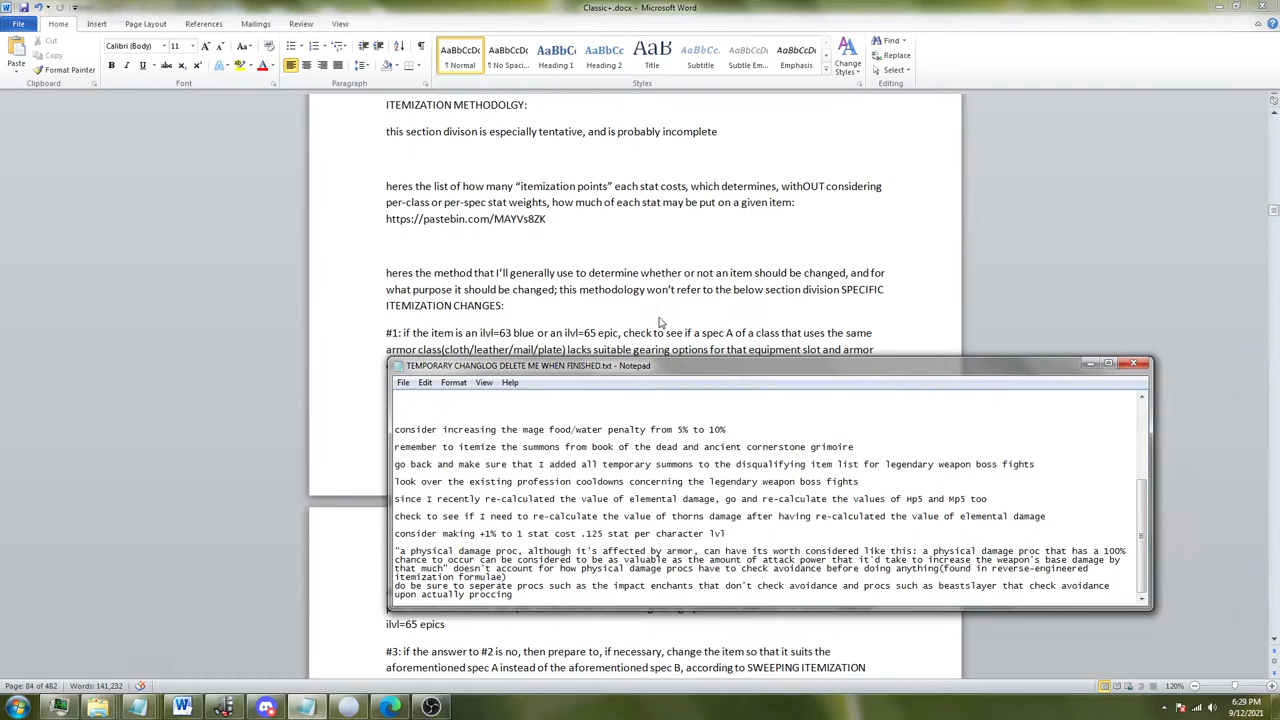 Classic+.docx - Microsoft Word
File Home Insert Page Layout References Mailings Review View
Cut
Copy
Format Painter
Paste
Clipboard
Calibri (Body) 11
Font
Paragraph
AaBbCcDc AaBbCcDc AaBbCc AaBbCc AaB AaBbCc. AaBbCcDc AaBbCcDc
¶ Normal ¶ No Spaci... Heading 1 Heading 2 Title Subtitle Subtle Em... Emphasis
Change Styles
Styles
Find
Replace
Select
Editing
ITEMIZATION METHODOLGY:
this section divison is especially tentative, and is probably incomplete
heres the list of how many “itemization points” each stat costs, which determines, withOUT considering
per-class or per-spec stat weights, how much of each stat may be put on a given item:
https://pastebin.com/MAYVs8ZK
heres the method that I’ll generally use to determine whether or not an item should be changed, and for
what purpose it should be changed; this methodology won’t refer to the below section division SPECIFIC
ITEMIZATION CHANGES:
#1: if the item is an ilvl=63 blue or an ilvl=65 epic, check to see if a spec A of a class that uses the same
armor class(cloth/leather/mail/plate) lacks suitable gearing options for that equipment slot and armor
TEMPORARY CHANGLOG DELETE ME WHEN FINISHED.txt - Notepad
File Edit Format View Help
consider increasing the mage food/water penalty from 5% to 10%
remember to itemize the summons from book of the dead and ancient cornerstone grimoire
go back and make sure that I added all temporary summons to the disqualifying item list for legendary weapon boss fights
look over the existing profession cooldowns concerning the legendary weapon boss fights
since I recently re-calculated the value of elemental damage, go and re-calculate the values of Hp5 and Mp5 too
check to see if I need to re-calculate the value of thorns damage after having re-calculated the value of elemental damage
consider making +1% to 1 stat cost .125 stat per character lvl
"a physical damage proc, although it's affected by armor, can have its worth considered like this: a physical damage proc that has a 100%
chance to occur can be considered to be as valuable as the amount of attack power that it'd take to increase the weapon's base damage by
that much" doesn't account for how physical damage procs have to check avoidance before doing anything(found in reverse-engineered
itemization formulae)
do be sure to seperate procs such as the impact enchants that don't check avoidance and procs such as beastslayer that check avoidance
upon actually proccing
ilvl=65 epics
#3: if the answer to #2 is no, then prepare to, if necessary, change the item so that it suits the
aforementioned spec A instead of the aforementioned spec B, according to SWEEPING ITEMIZATION
Page: 84 of 482 Words: 141,232
120%
6:29 PM
9/12/2021